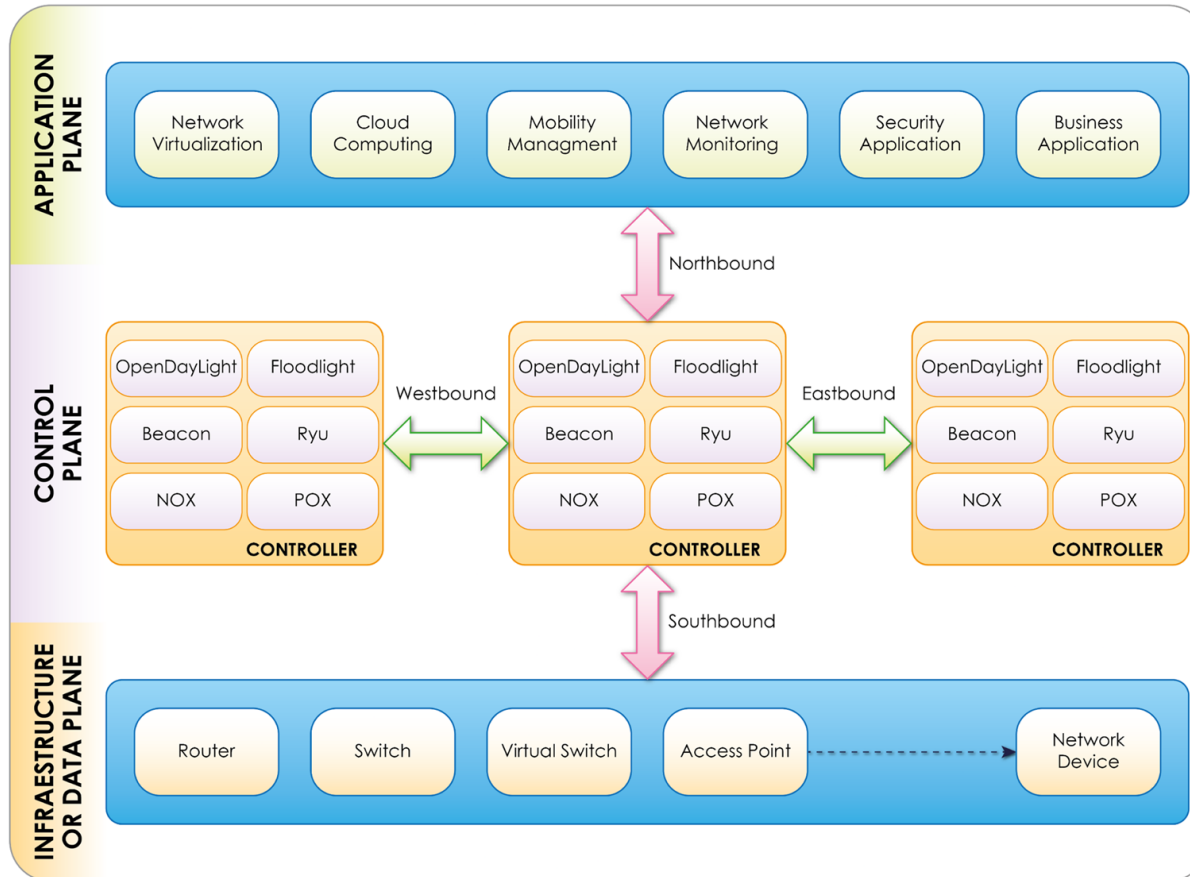 APPLICATION
PLANE
Network
Virtualization
Cloud
Computing
Mobility
Managment
Network
Monitoring
Security
Application
Business
Application
Northbound
CONTROL
PLANE
OpenDayLight
Floodlight
Beacon
Ryu
NOX
POX
CONTROLLER
Westbound
OpenDayLight
Floodlight
Beacon
Ryu
NOX
POX
CONTROLLER
Eastbound
OpenDayLight
Floodlight
Beacon
Ryu
NOX
POX
CONTROLLER
Southbound
INFRAESTRUCTURE
OR DATA PLANE
Router
Switch
Virtual Switch
Access Point
Network
Device